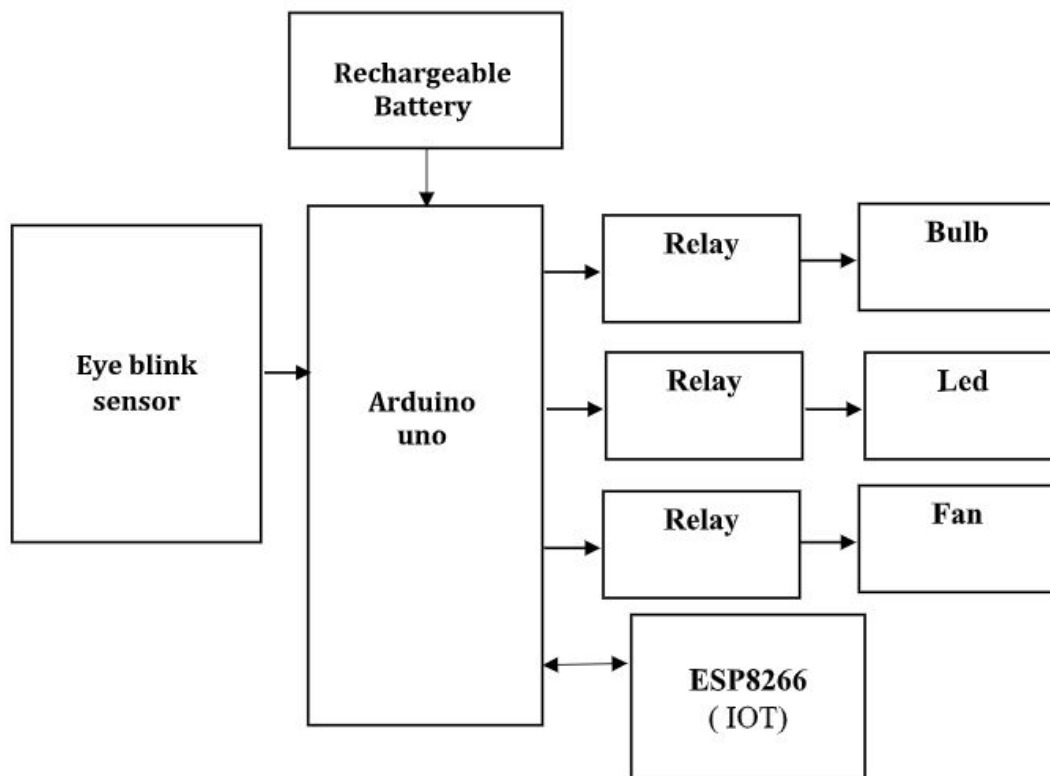 Rechargeable
Battery
Eye blink
sensor
Arduino
uno
Relay
Bulb
Relay
Led
Relay
Fan
ESP8266
( IOT)